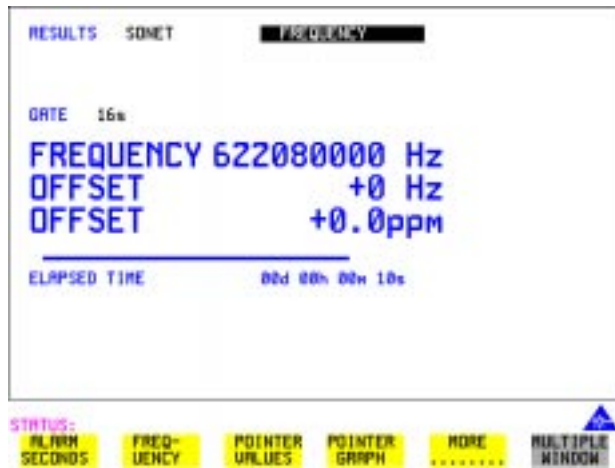 RESULTS SONET FREQUENCY
GATE 16s
FREQUENCY 622080000 Hz
OFFSET +0 Hz
OFFSET +0.0ppm
ELAPSED TIME 00d 00h 00m 10s
STATUS:
ALARM SECONDS
FREQ-UENCY
POINTER VALUES
POINTER GRAPH
MORE ........
MULTIPLE WINDOW